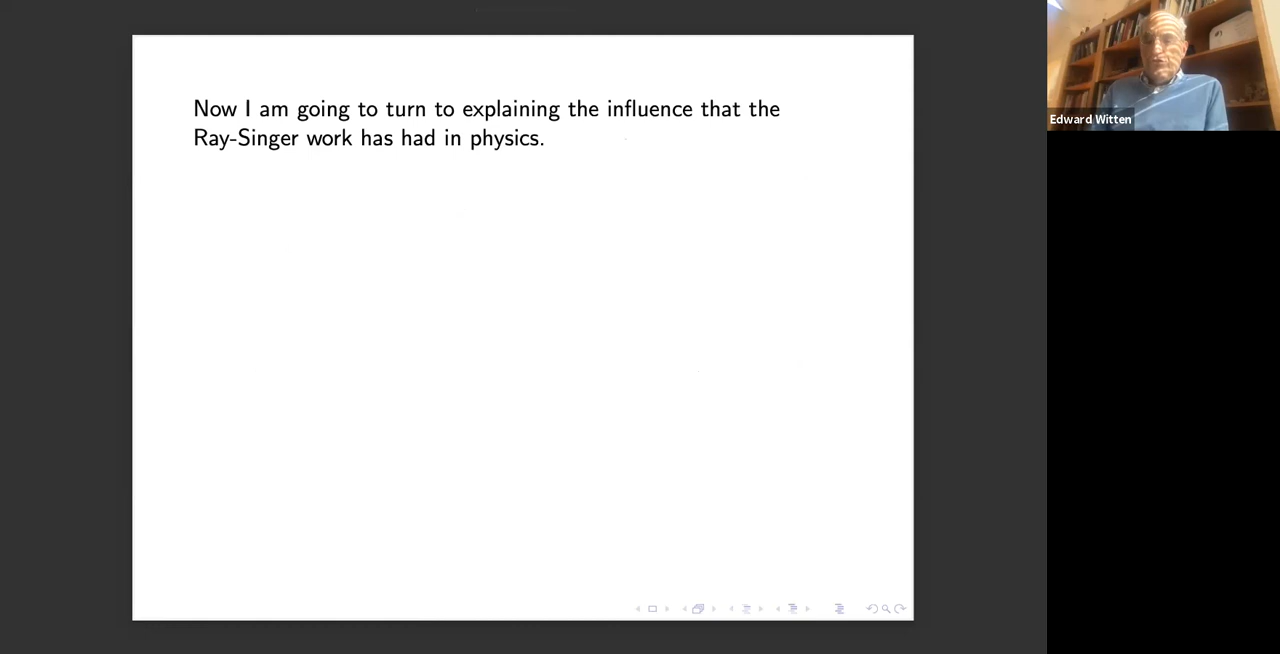 Now I am going to turn to explaining the influence that the
Ray-Singer work has had in physics.
Edward Witten